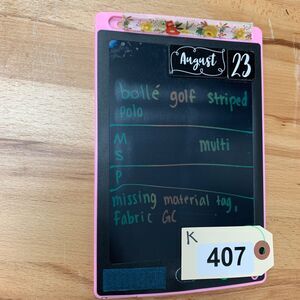 August 23
bollé golf striped
Polo
M multi
S
P
missing material tag,
fabric GC
K
407